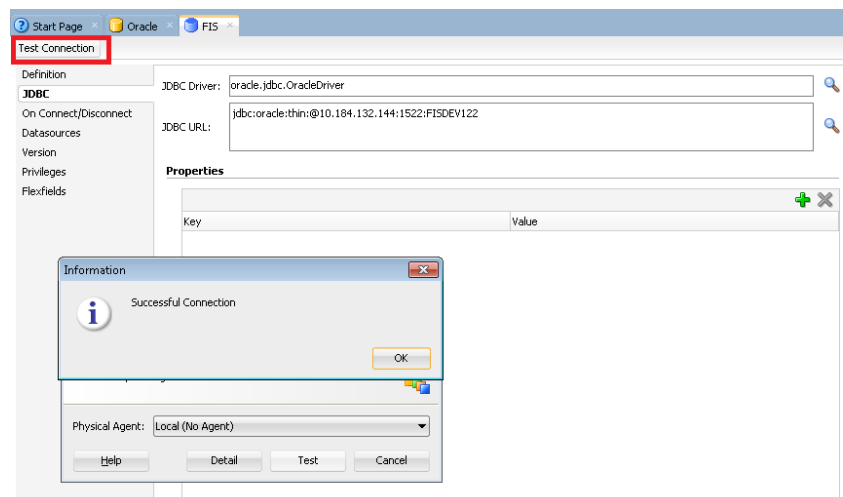 Start Page
Oracle
FIS
Test Connection
Definition
JDBC
On Connect/Disconnect
Datasources
Version
Privileges
Flexfields
JDBC Driver: oracle.jdbc.OracleDriver
JDBC URL: jdbc:oracle:thin:@10.184.132.144:1522:FISDEV122
Properties
Key Value
Information
Successful Connection
OK
Physical Agent: Local (No Agent)
Help Detail Test Cancel